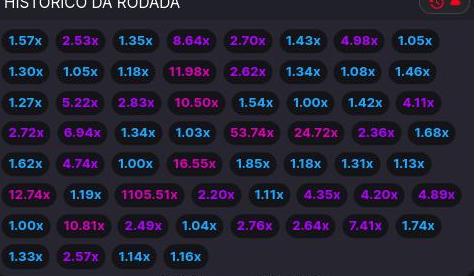 HISTÓRICO DA RODADA
1.57x 2.53x 1.35x 8.64x 2.70x 1.43x 4.98x 1.05x
1.30x 1.05x 1.18x 11.98x 2.62x 1.34x 1.08x 1.46x
1.27x 5.22x 2.83x 10.50x 1.54x 1.00x 1.42x 4.11x
2.72x 6.94x 1.34x 1.03x 53.74x 24.72x 2.36x 1.68x
1.62x 4.74x 1.00x 16.55x 1.85x 1.18x 1.31x 1.13x
12.74x 1.19x 1105.51x 2.20x 1.11x 4.35x 4.20x 4.89x
1.00x 10.81x 2.49x 1.04x 2.76x 2.64x 7.41x 1.74x
1.33x 2.57x 1.14x 1.16x